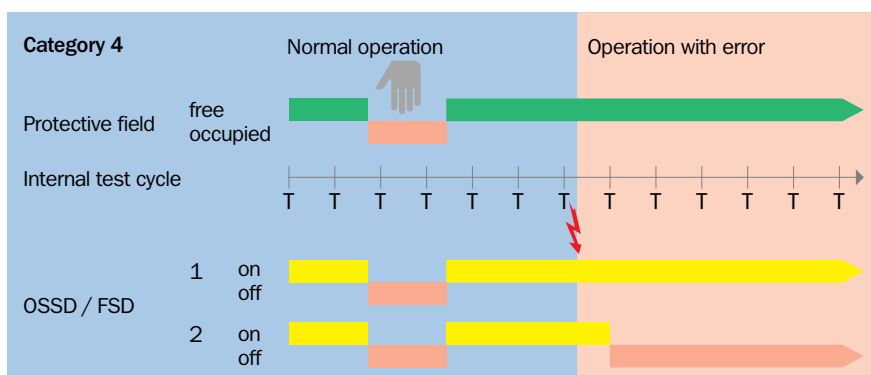 Category 4 Normal operation Operation with error
Protective field free
occupied
Internal test cycle
T T T T T T T T T T T T T
OSSD / FSD 1 on
off
2 on
off